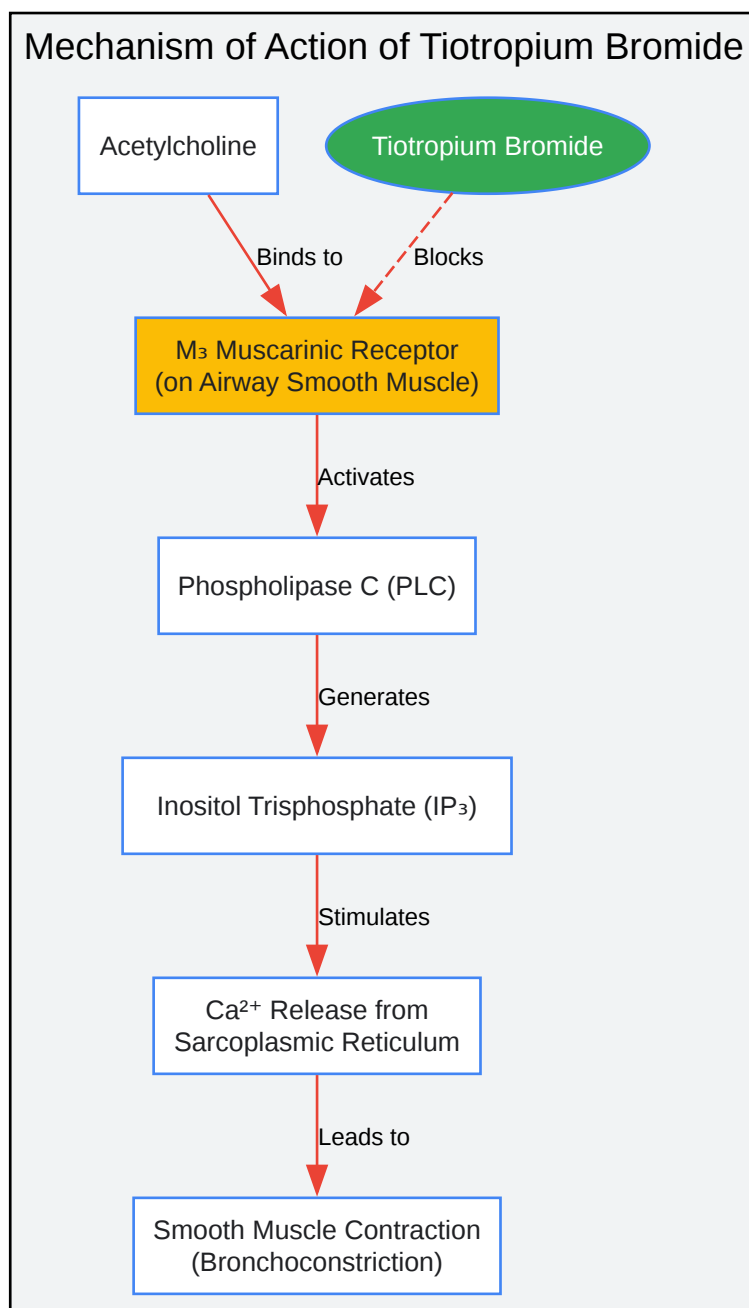 Mechanism of Action of Tiotropium Bromide
Acetylcholine
Tiotropium Bromide
Binds to
Blocks
M₃ Muscarinic Receptor
(on Airway Smooth Muscle)
Activates
Phospholipase C (PLC)
Generates
Inositol Trisphosphate (IP₃)
Stimulates
Ca²⁺ Release from
Sarcoplasmic Reticulum
Leads to
Smooth Muscle Contraction
(Bronchoconstriction)